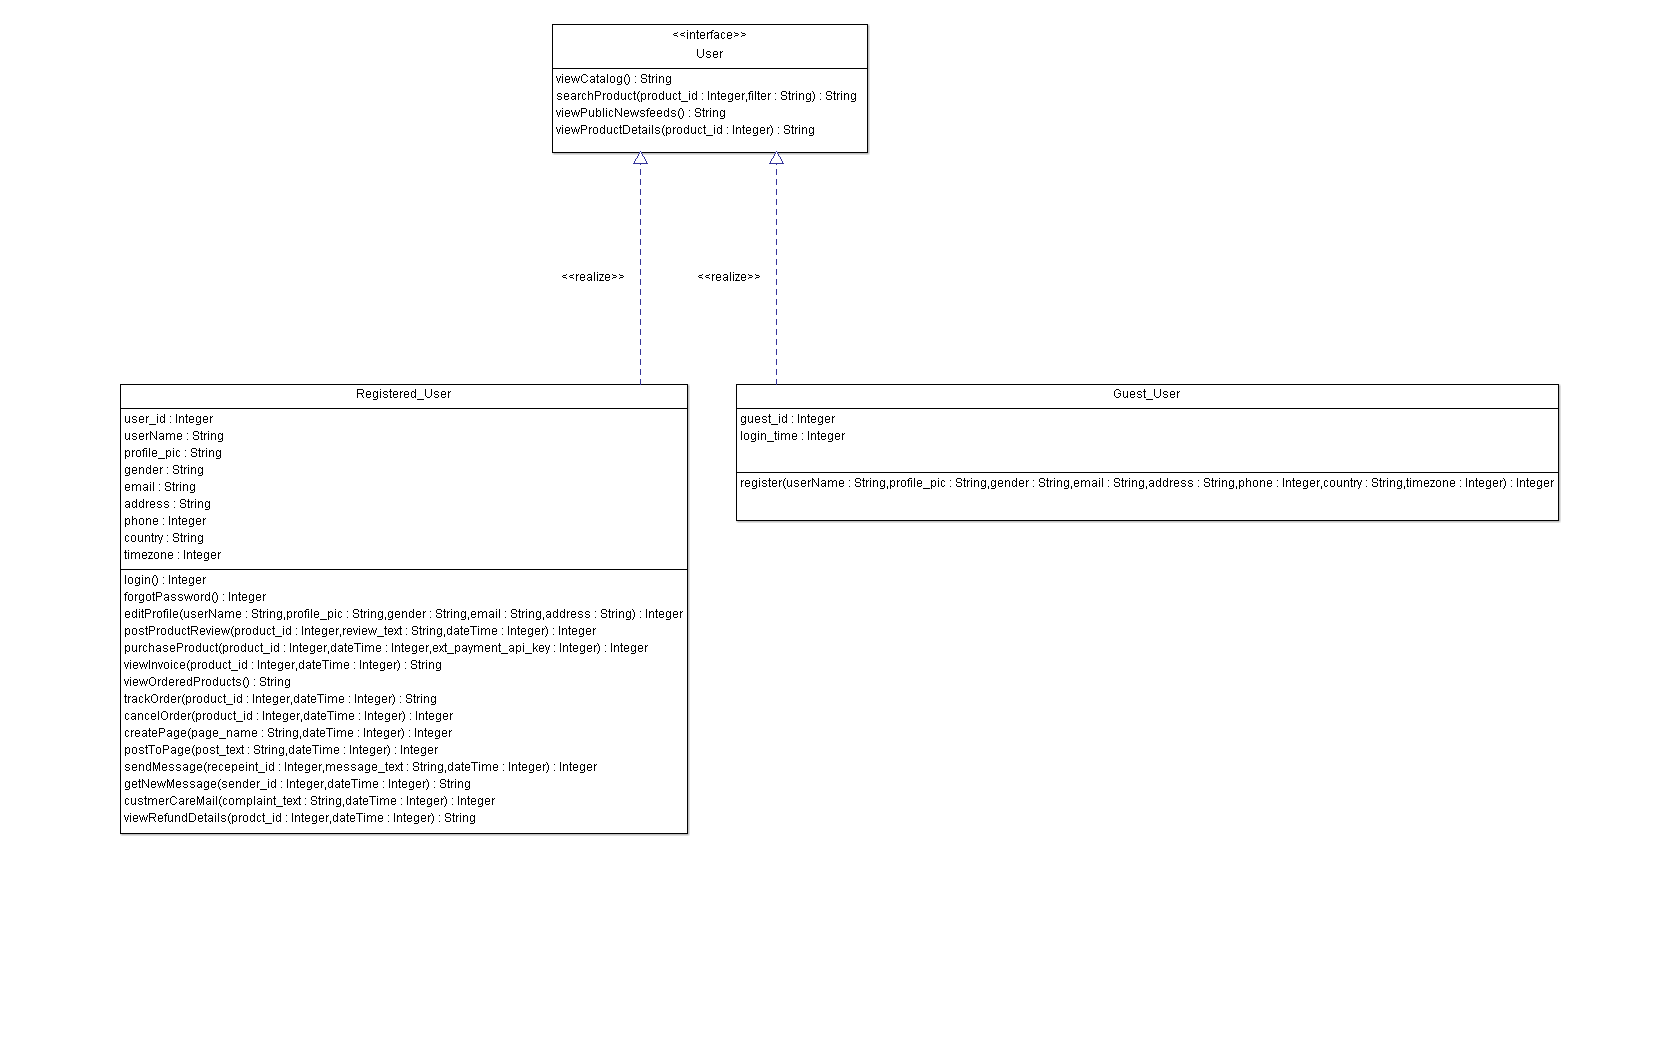 <<interface>>
User
viewCatalog() : String
searchProduct(product_id : Integer,filter : String) : String
viewPublicNewsfeeds() : String
viewProductDetails(product_id : Integer) : String
<<realize>>
<<realize>>
Registered_User
user_id : Integer
userName : String
profile_pic : String
gender : String
email : String
address : String
phone : Integer
country : String
timezone : Integer
login() : Integer
forgotPassword() : Integer
editProfile(userName : String,profile_pic : String,gender : String,email : String,address : String) : Integer
postProductReview(product_id : Integer,review_text : String,dateTime : Integer) : Integer
purchaseProduct(product_id : Integer,dateTime : Integer,ext_payment_api_key : Integer) : Integer
viewInvoice(product_id : Integer,dateTime : Integer) : String
viewOrderedProducts() : String
trackOrder(product_id : Integer,dateTime : Integer) : String
cancelOrder(product_id : Integer,dateTime : Integer) : Integer
createPage(page_name : String,dateTime : Integer) : Integer
postToPage(post_text : String,dateTime : Integer) : Integer
sendMessage(recepeint_id : Integer,message_text : String,dateTime : Integer) : Integer
getNewMessage(sender_id : Integer,dateTime : Integer) : String
custmerCareMail(complaint_text : String,dateTime : Integer) : Integer
viewRefundDetails(prodct_id : Integer,dateTime : Integer) : String
Guest_User
guest_id : Integer
login_time : Integer
register(userName : String,profile_pic : String,gender : String,email : String,address : String,phone : Integer,country : String,timezone : Integer) : Integer